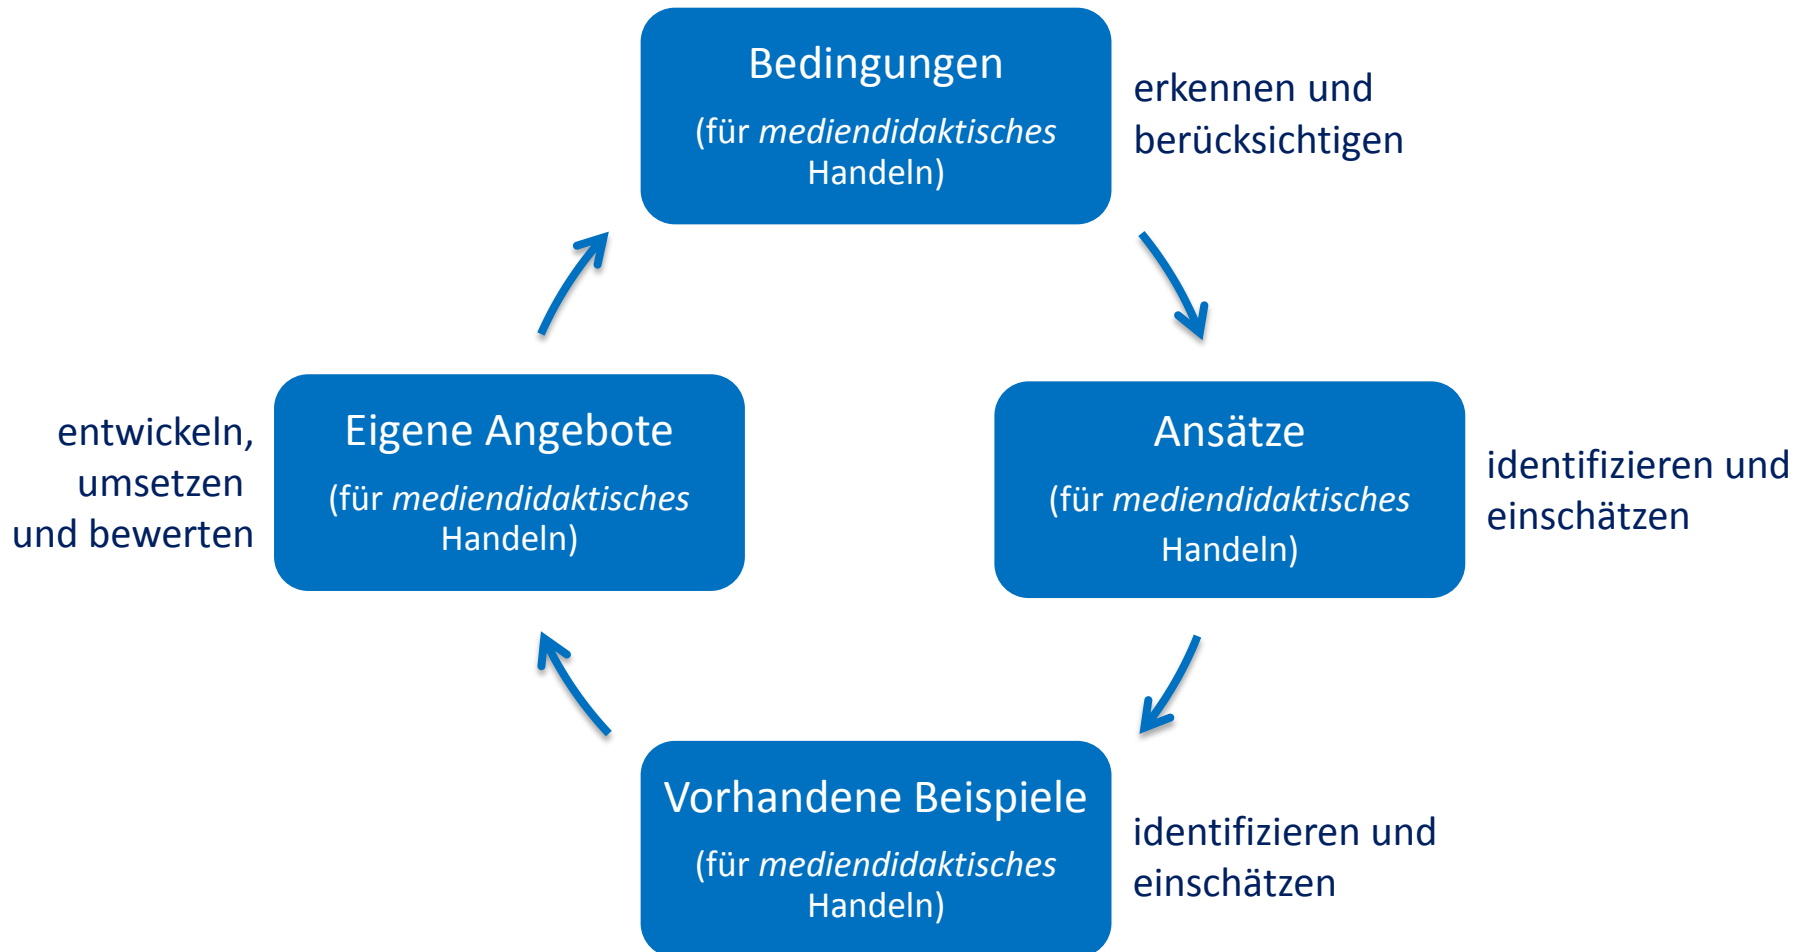 Bedingungen
(für mediendidaktisches
Handeln)
erkennen und
berücksichtigen
Ansätze
(für mediendidaktisches
Handeln)
identifizieren und
einschätzen
Vorhandene Beispiele
(für mediendidaktisches
Handeln)
identifizieren und
einschätzen
Eigene Angebote
(für mediendidaktisches
Handeln)
entwickeln,
umsetzen
und bewerten